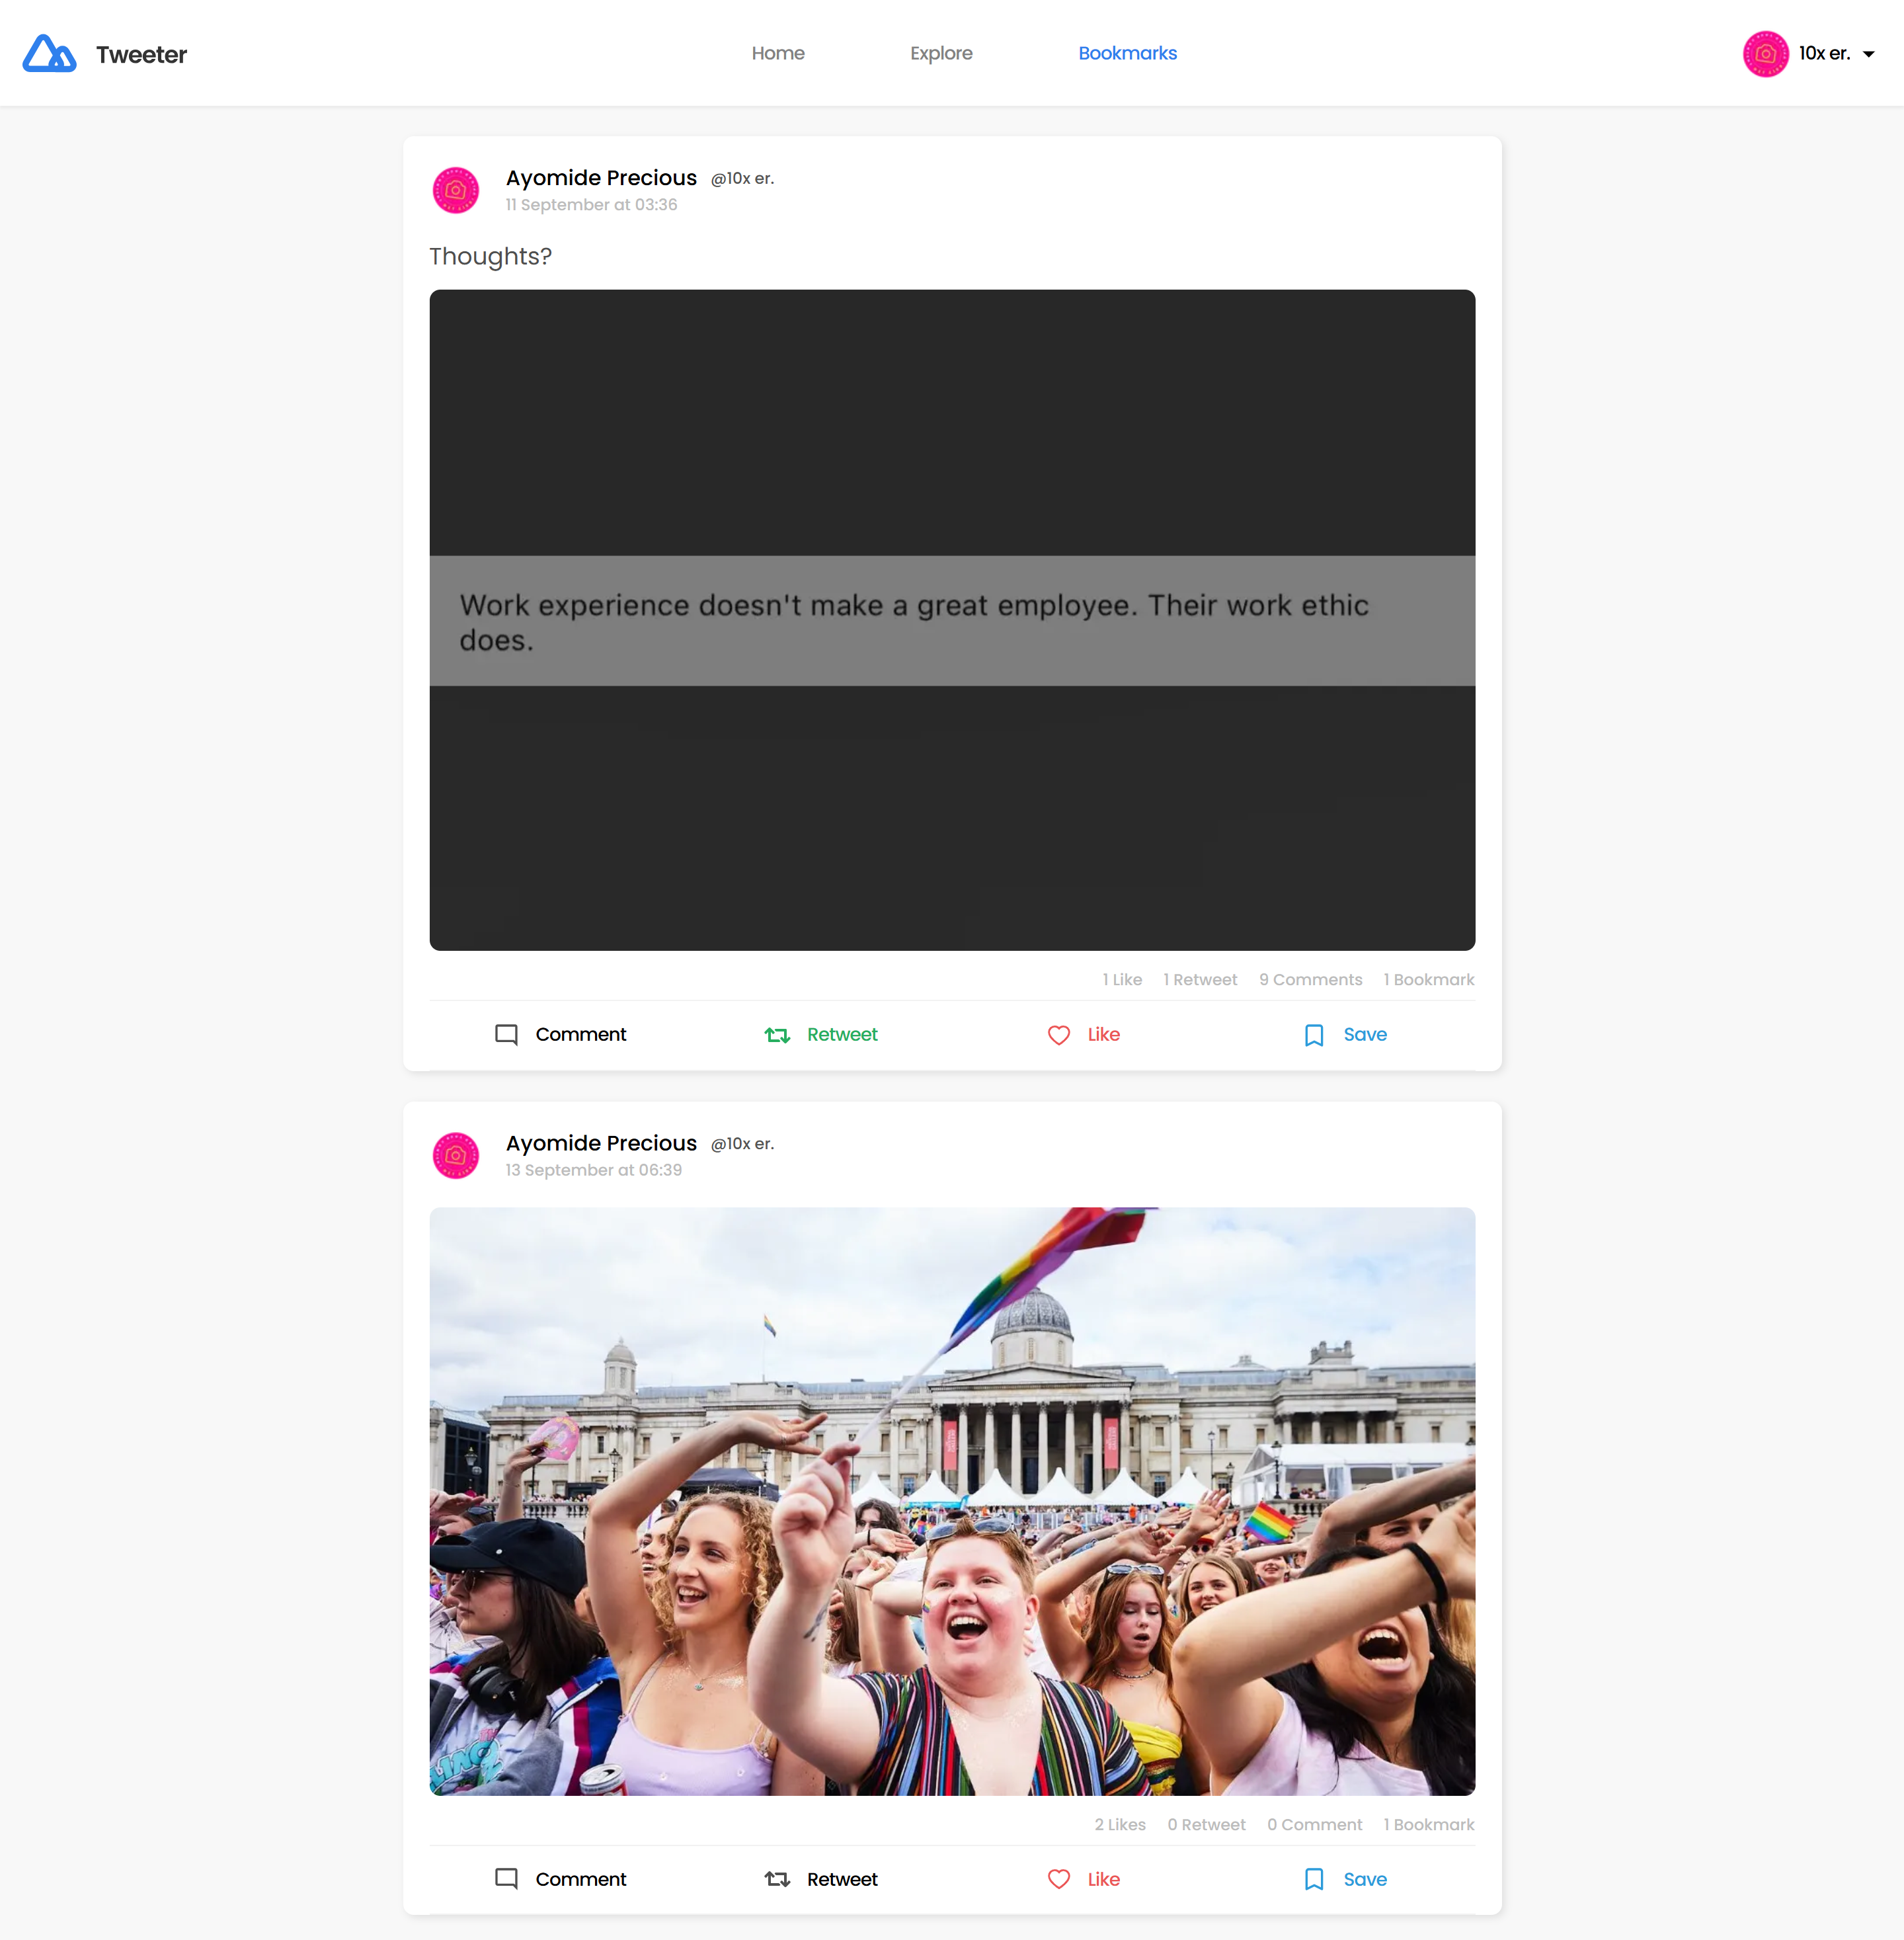 Tweeter
Home
Explore
Bookmarks
10x er.
Ayomide Precious @10x er.
11 September at 03:36
Thoughts?
Work experience doesn't make a great employee. Their work ethic
does.
1 Like 1 Retweet 9 Comments 1 Bookmark
Comment
Retweet
Like
Save
Ayomide Precious @10x er.
13 September at 06:39
2 Likes 0 Retweet 0 Comment 1 Bookmark
Comment
Retweet
Like
Save